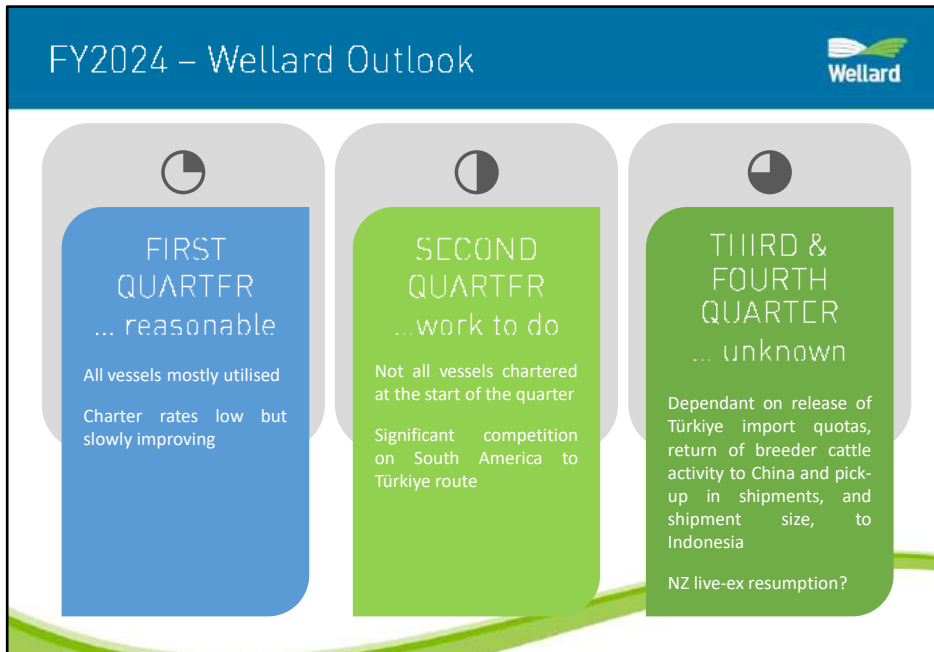 FY2024 – Wellard Outlook
Wellard
FIRST
QUARTER
... reasonable
All vessels mostly utilised
Charter rates low but
slowly improving
SECOND
QUARTER
...work to do
Not all vessels chartered
at the start of the quarter
Significant competition
on South America to
Türkiye route
THIRD &
FOURTH
QUARTER
... unknown
Dependant on release of
Türkiye import quotas,
return of breeder cattle
activity to China and pick-
up in shipments, and
shipment size, to
Indonesia
NZ live-ex resumption?